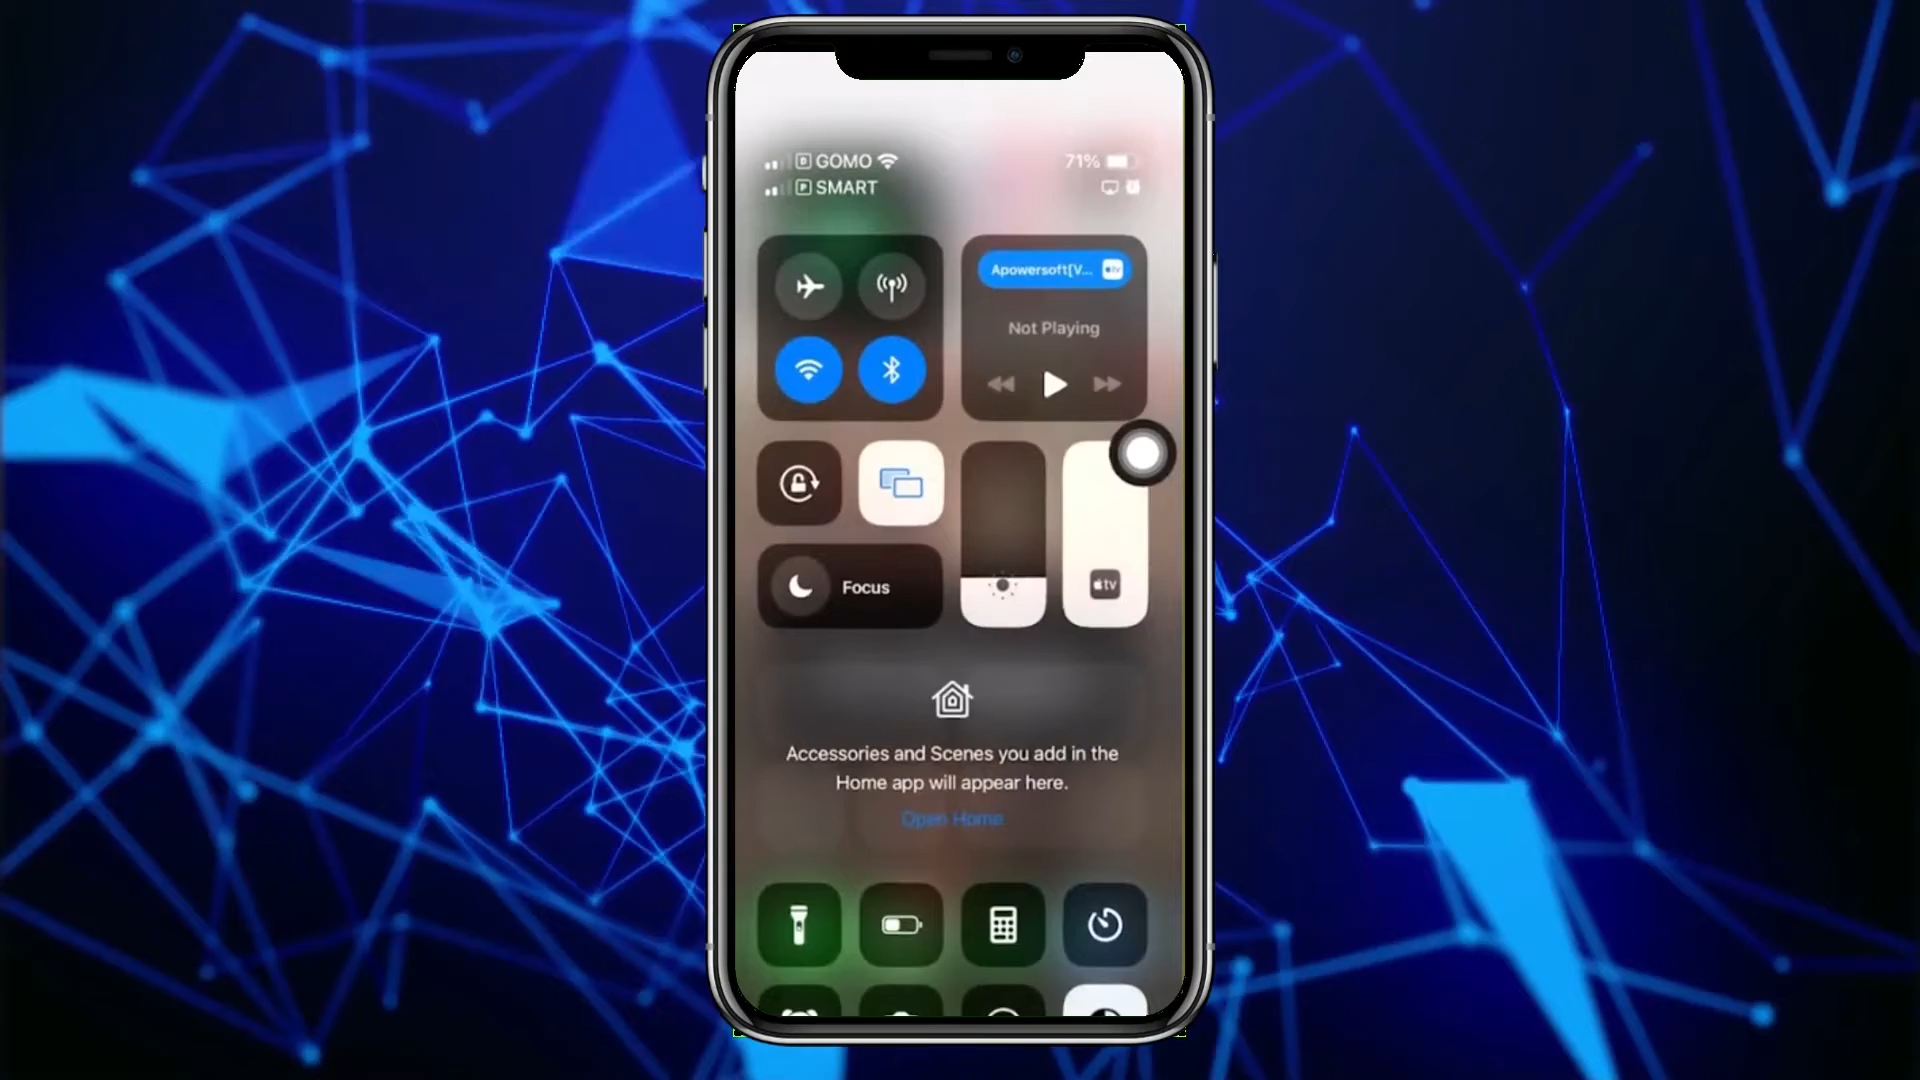 D GOMO
71%
P SMART
Apowersoft[V... tv
Not Playing
Focus
tv
Accessories and Scenes you add in the
Home app will appear here.
Open Home